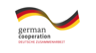 german
cooperation
DEUTSCHE ZUSAMMENARBEIT